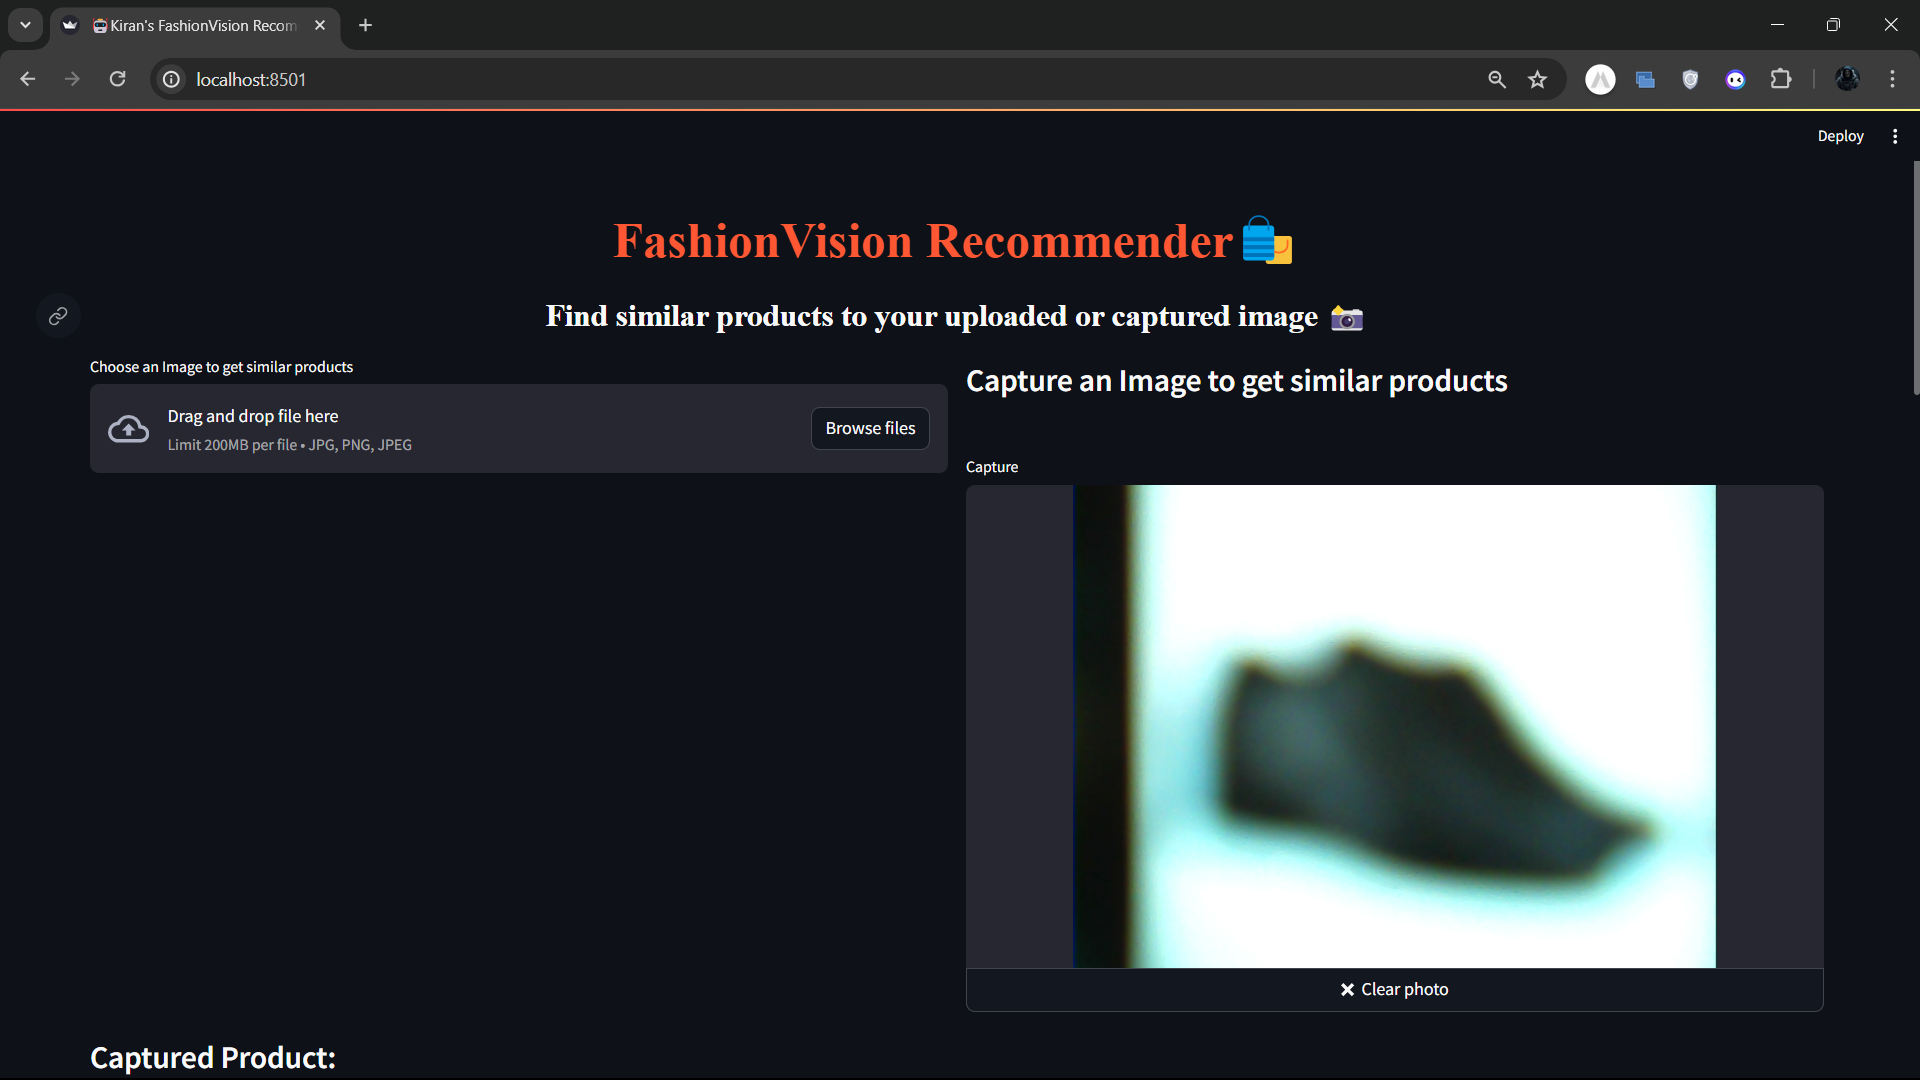 Kiran's FashionVision Recom
localhost:8501
Deploy
FashionVision Recommender
Find similar products to your uploaded or captured image
Choose an Image to get similar products
Drag and drop file here
Limit 200MB per file • JPG, PNG, JPEG
Browse files
Capture an Image to get similar products
Capture
Clear photo
Captured Product: